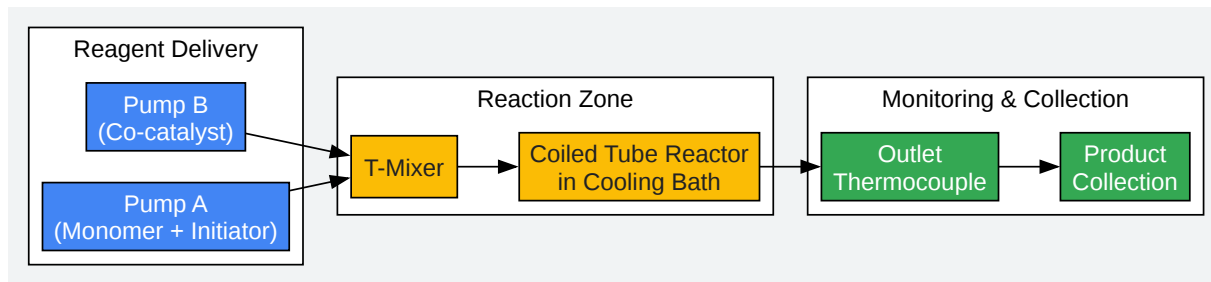 Reagent Delivery
Pump B
(Co-catalyst)
Pump A
(Monomer + Initiator)
Reaction Zone
T-Mixer
Coiled Tube Reactor
in Cooling Bath
Monitoring & Collection
Outlet
Thermocouple
Product
Collection